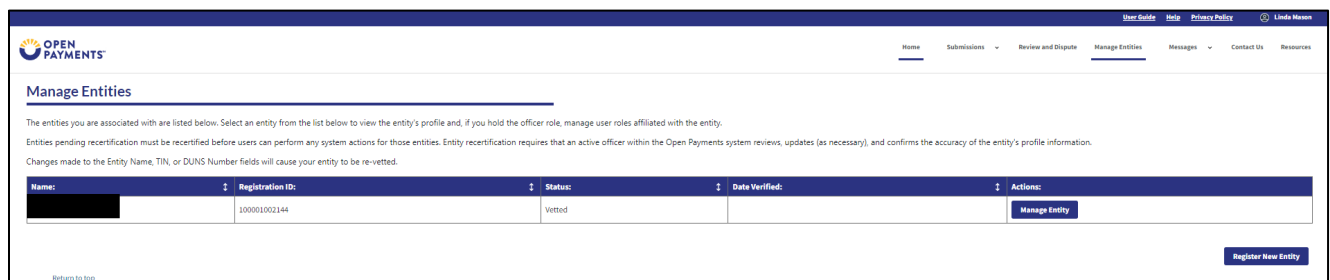 User Guide Help Privacy Policy Linda Mason
OPEN
PAYMENTS
Home Submissions Review and Dispute Manage Entities Messages Contact Us Resources
Manage Entities
The entities you are associated with are listed below. Select an entity from the list below to view the entity's profile and, if you hold the officer role, manage user roles affiliated with the entity.
Entities pending recertification must be recertified before users can perform any system actions for those entities. Entity recertification requires that an active officer within the Open Payments system reviews, updates (as necessary), and confirms the accuracy of the entity's profile information.
Changes made to the Entity Name, TIN, or DUNS Number fields will cause your entity to be re-vetted.
Name: Registration ID: Status: Date Verified: Actions:
100001002144 Vetted Manage Entity
Register New Entity
Return to top